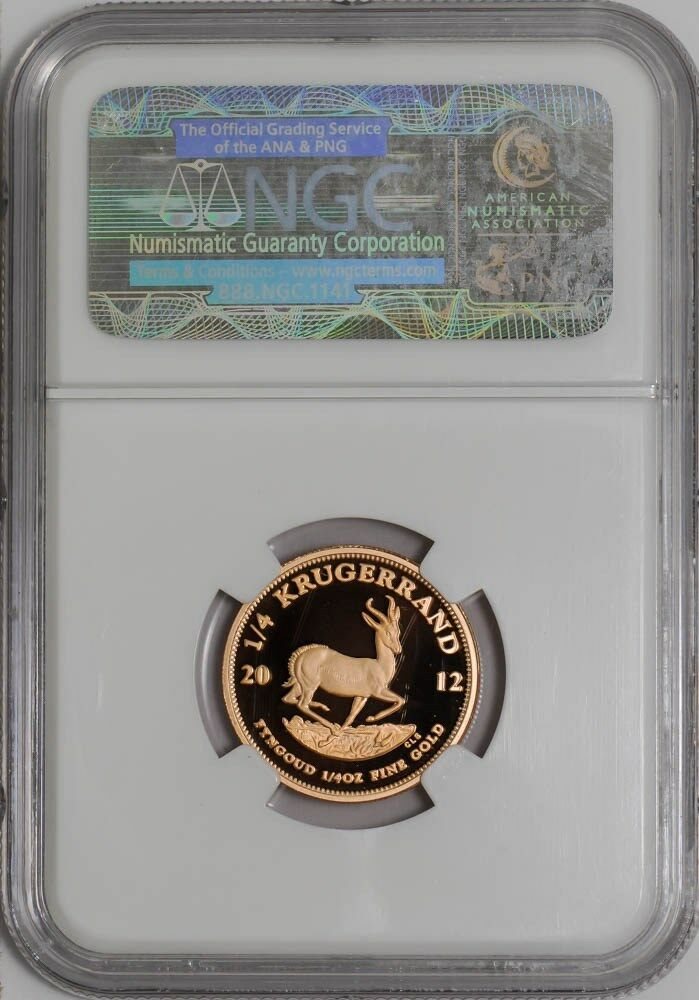 The Official Grading Service
of the ANA & PNG
NGC
Numismatic Guaranty Corporation
Terms & Conditions – www.ngcterms.com
888.NGC.1141
AMERICAN
NUMISMATIC
ASSOCIATION
PNG
1/4 KRUGERRAND
20 12
FYNGOUD 1/4OZ FINE GOLD
CLS